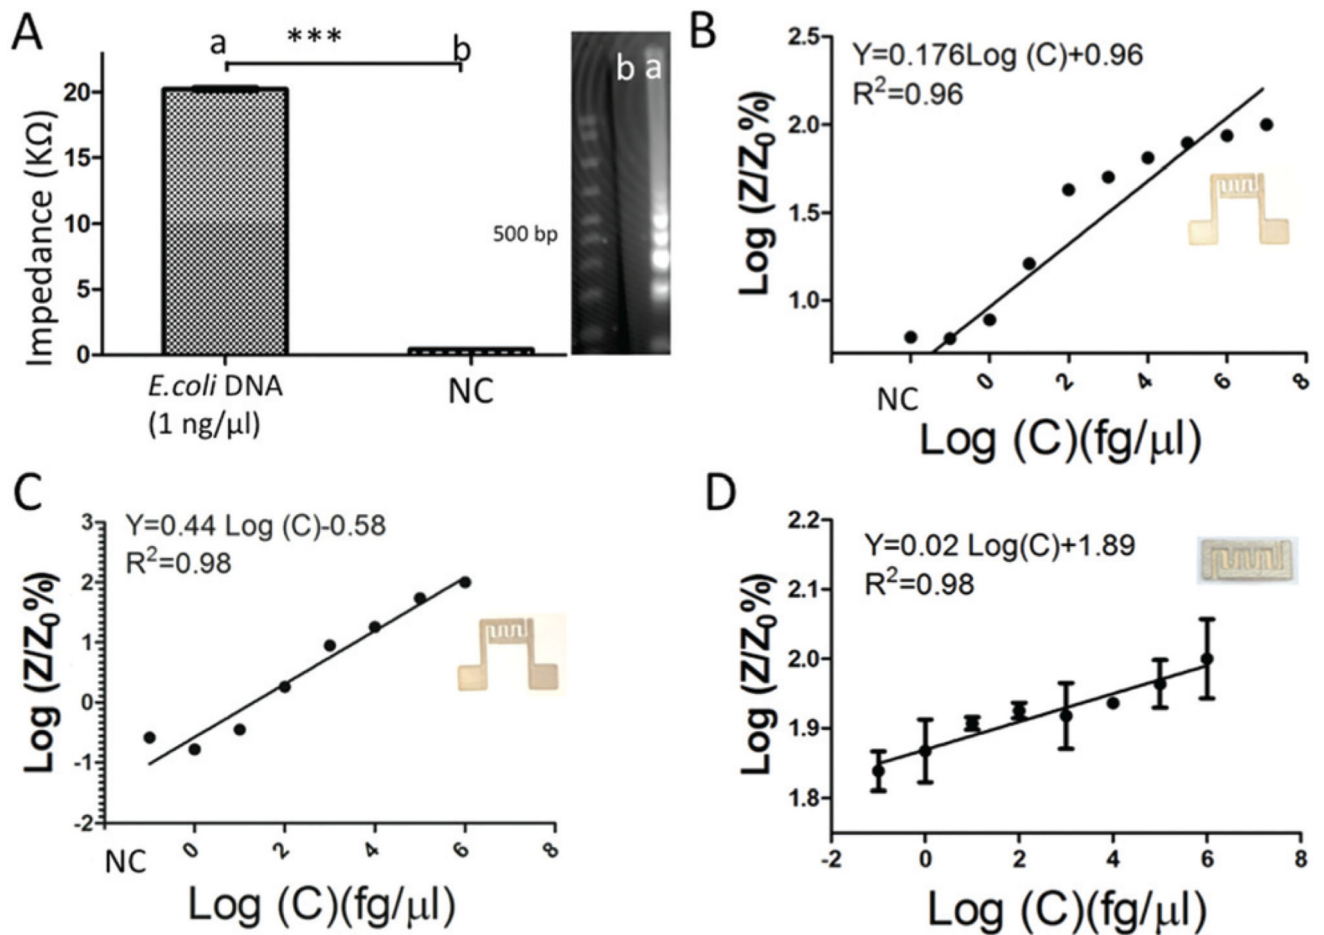 A
a *** b
Impedance (KΩ)
20
15
10
5
0
E.coli DNA
(1 ng/μl)
NC
500 bp
b a
B
Y=0.176Log (C)+0.96
R²=0.96
Log (Z/Z₀%)
2.5
2.0
1.5
1.0
NC
0 2 4 6 8
Log (C)(fg/μl)
C
Y=0.44 Log (C)-0.58
R²=0.98
Log (Z/Z₀%)
3
2
1
0
-1
-2
NC
0 2 4 6 8
Log (C)(fg/μl)
D
Y=0.02 Log(C)+1.89
R²=0.98
Log (Z/Z₀%)
2.2
2.1
2.0
1.9
1.8
-2 0 2 4 6 8
Log (C)(fg/μl)